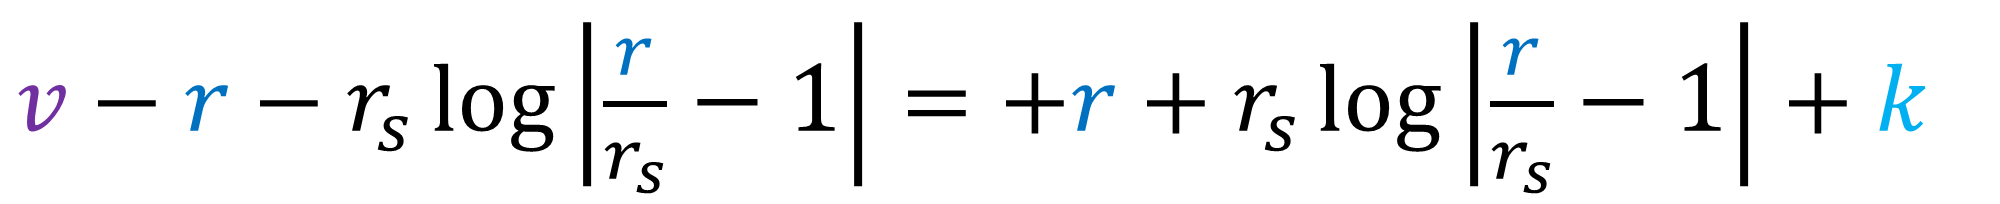 v − r − r_s log |r/r_s − 1| = +r + r_s log |r/r_s − 1| + k